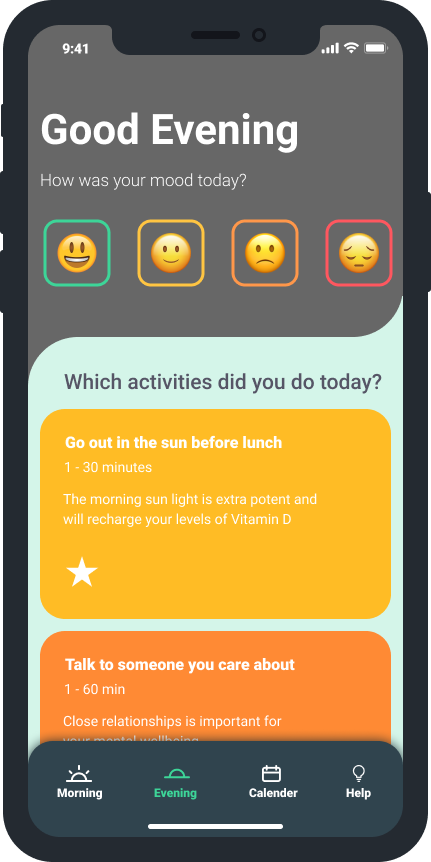 9:41
Good Evening
How was your mood today?
Which activities did you do today?
Go out in the sun before lunch
1 - 30 minutes
The morning sun light is extra potent and
will recharge your levels of Vitamin D
Talk to someone you care about
1 - 60 min
Close relationships is important for
your mental wellbeing
Morning
Evening
Calender
Help